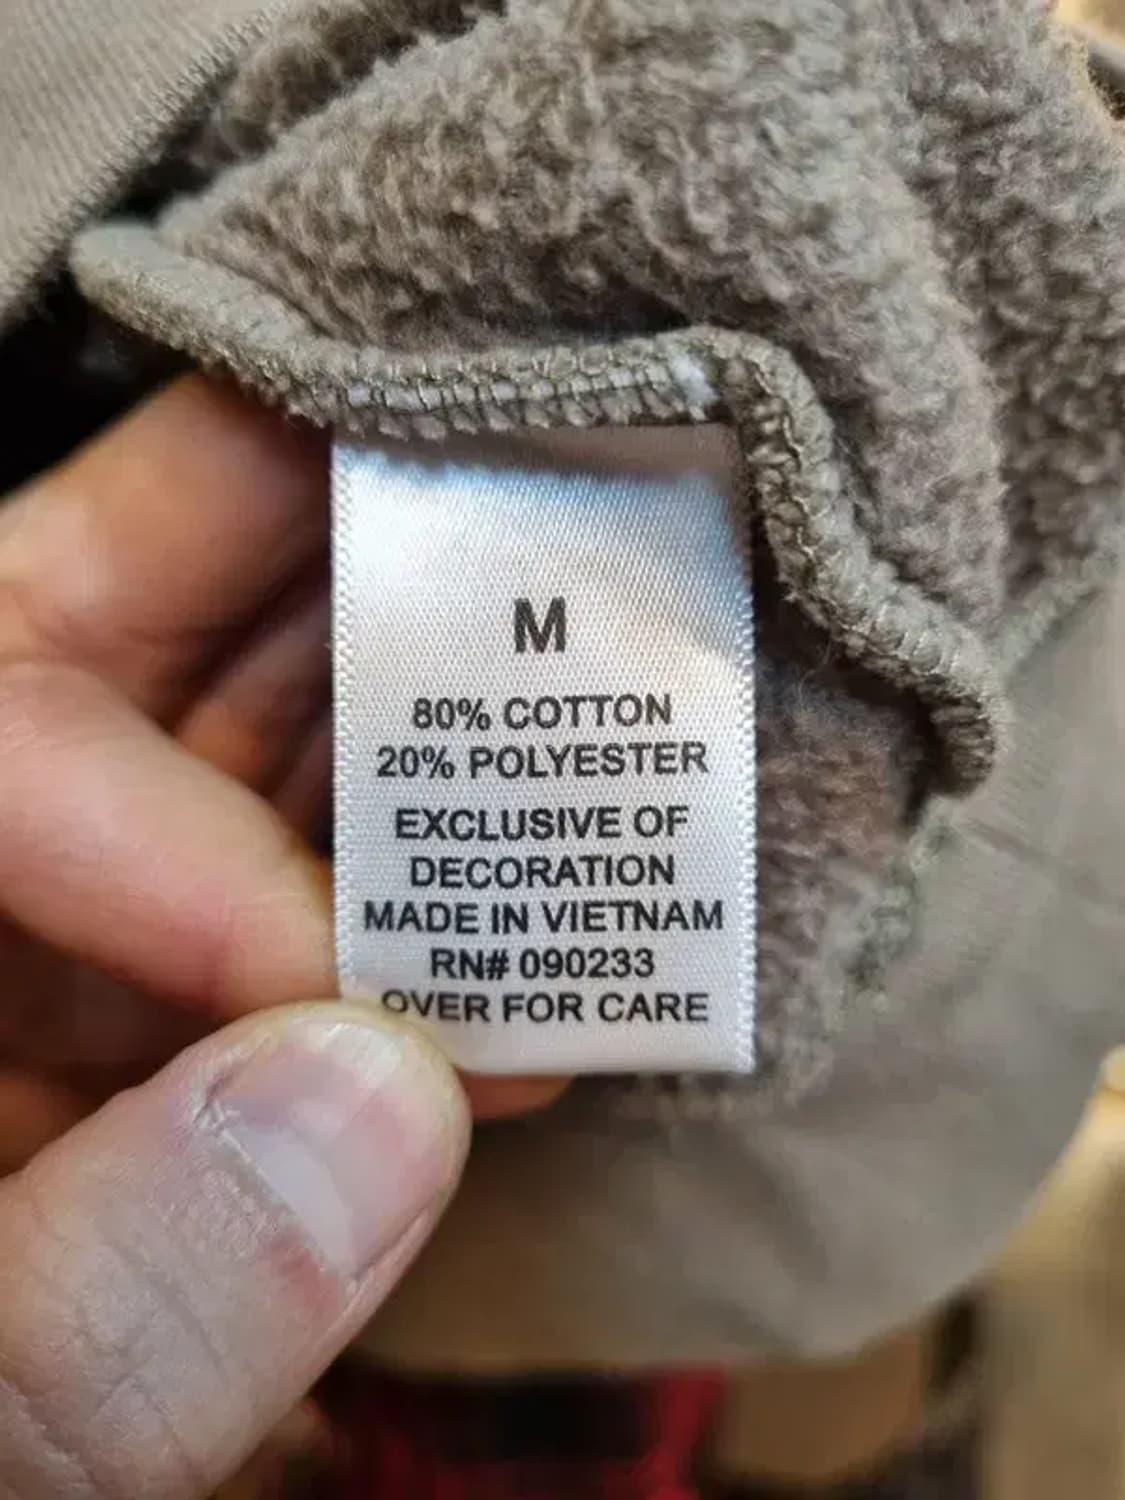 M
80% COTTON
20% POLYESTER
EXCLUSIVE OF
DECORATION
MADE IN VIETNAM
RN# 090233
OVER FOR CARE